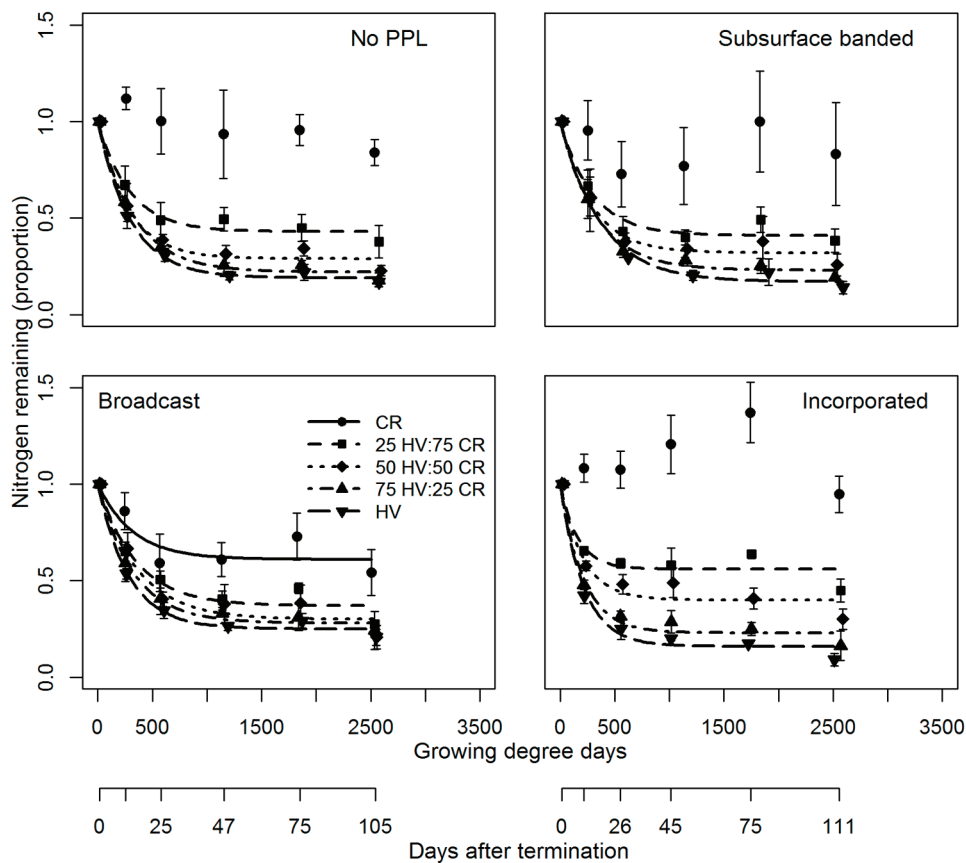 No PPL
Subsurface banded
1.5
1.0
0.5
0.0
Nitrogen remaining (proportion)
Broadcast
Incorporated
CR
25 HV:75 CR
50 HV:50 CR
75 HV:25 CR
HV
1.5
1.0
0.5
0.0
Nitrogen remaining (proportion)
0 500 1500 2500 3500 0 500 1500 2500 3500
Growing degree days
0 25 47 75 105 0 26 45 75 111
Days after termination